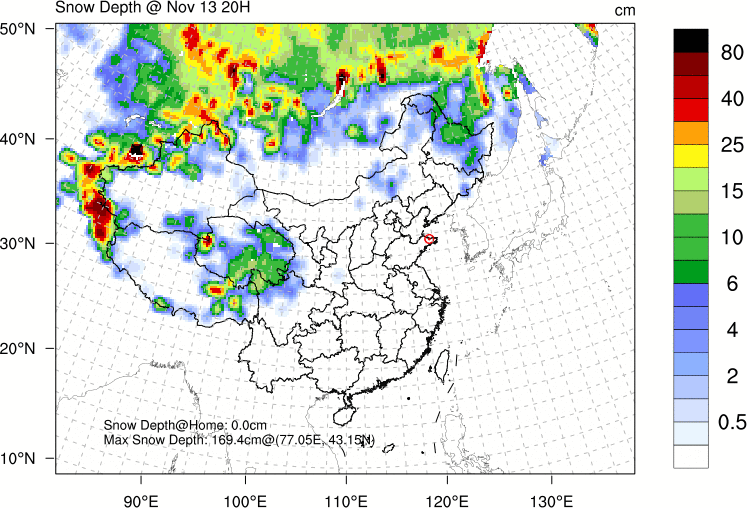 Snow Depth @ Nov 13 20H
cm
50°N
40°N
30°N
20°N
10°N
90°E
100°E
110°E
120°E
130°E
80
40
25
15
10
6
4
2
0.5
Snow Depth@Home: 0.0cm
Max Snow Depth: 169.4cm@(77.05E, 43.15N)